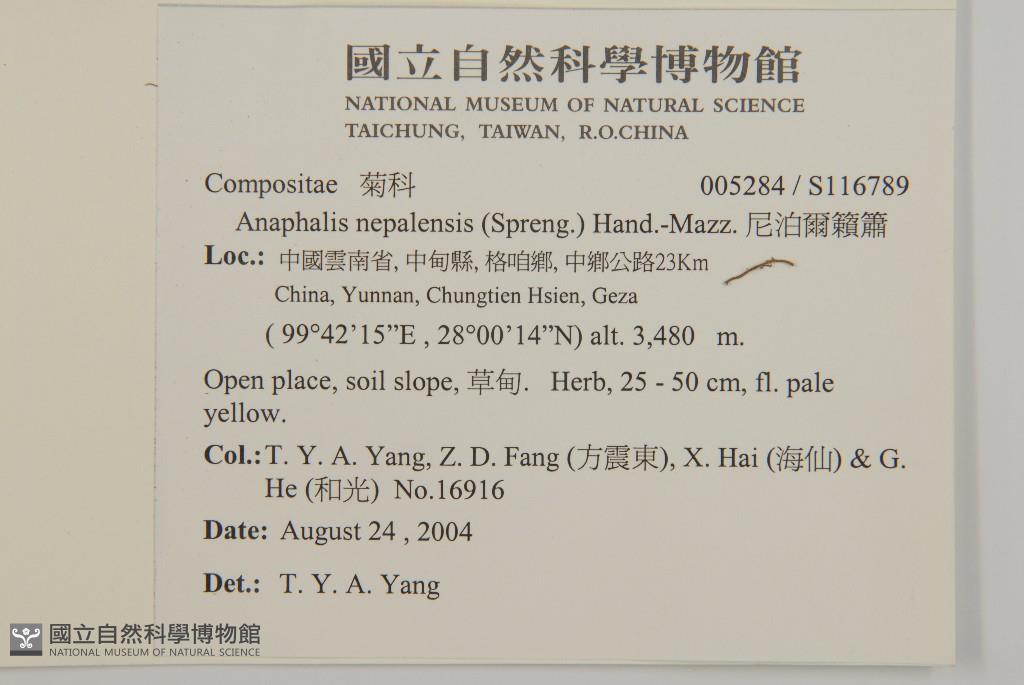 國立自然科學博物館
NATIONAL MUSEUM OF NATURAL SCIENCE
TAICHUNG, TAIWAN, R.O.CHINA
Compositae 菊科 005284 / S116789
Anaphalis nepalensis (Spreng.) Hand.-Mazz. 尼泊爾籟簫
Loc.: 中國雲南省, 中甸縣, 格咱鄉, 中鄉公路23Km
China, Yunnan, Chungtien Hsien, Geza
( 99°42’15”E , 28°00’14”N) alt. 3,480 m.
Open place, soil slope, 草甸. Herb, 25 - 50 cm, fl. pale
yellow.
Col.: T. Y. A. Yang, Z. D. Fang (方震東), X. Hai (海仙) & G.
He (和光) No.16916
Date: August 24 , 2004
Det.: T. Y. A. Yang
國立自然科學博物館
NATIONAL MUSEUM OF NATURAL SCIENCE